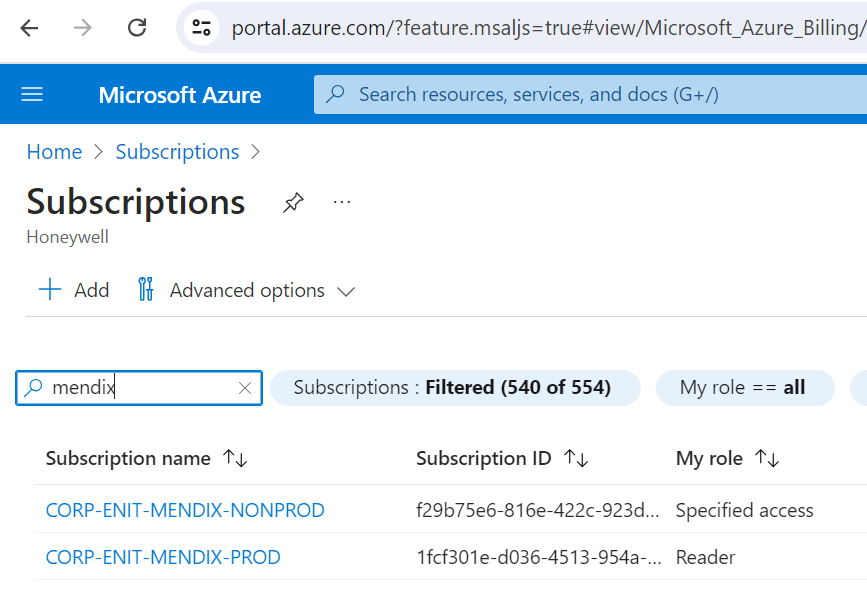 portal.azure.com/?feature.msaljs=true#view/Microsoft_Azure_Billing/
Microsoft Azure
Search resources, services, and docs (G+/)
Home > Subscriptions >
Subscriptions ...
Honeywell
+ Add Advanced options
mendix Subscriptions : Filtered (540 of 554) My role == all
Subscription name ↑↓ Subscription ID ↑↓ My role ↑↓
CORP-ENIT-MENDIX-NONPROD f29b75e6-816e-422c-923d... Specified access
CORP-ENIT-MENDIX-PROD 1fcf301e-d036-4513-954a-... Reader